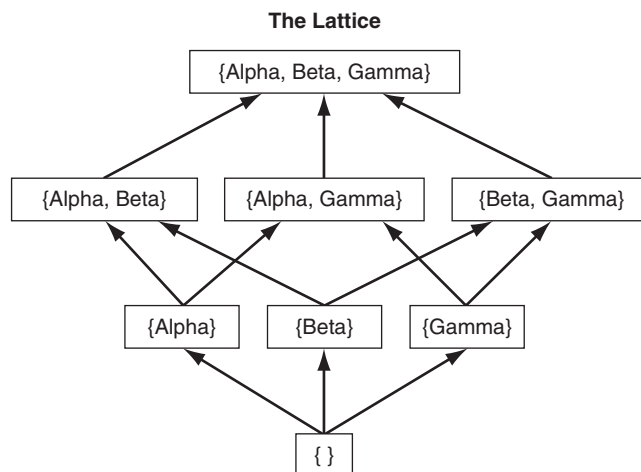 The Lattice
{Alpha, Beta, Gamma}
{Alpha, Beta}
{Alpha, Gamma}
{Beta, Gamma}
{Alpha}
{Beta}
{Gamma}
{ }